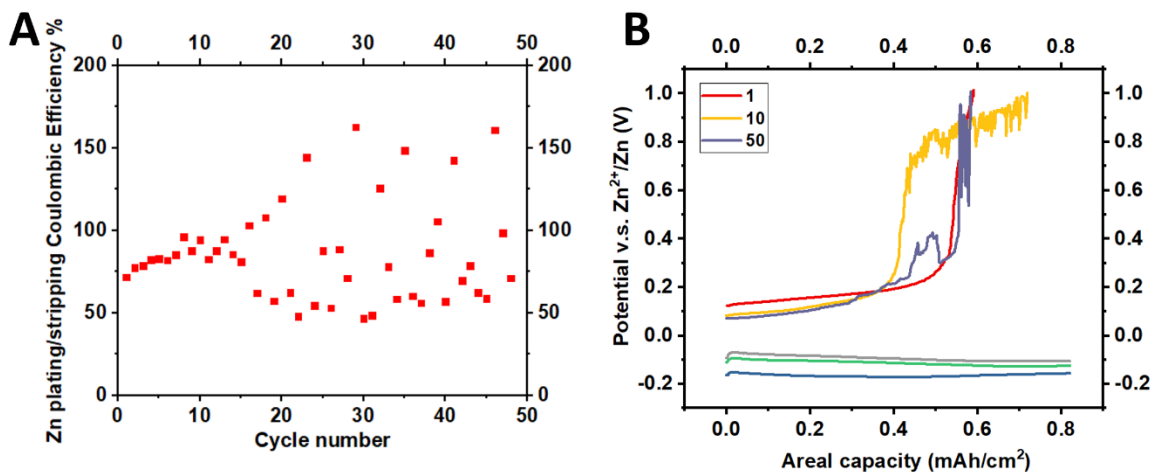 A
0 10 20 30 40 50
Zn plating/stripping Coulombic Efficiency %
200 200
150 150
100 100
50 50
0 0
0 10 20 30 40 50
Cycle number
B
0.0 0.2 0.4 0.6 0.8
Potential v.s. Zn²⁺/Zn (V)
1.0 1.0
0.8 0.8
0.6 0.6
0.4 0.4
0.2 0.2
0.0 0.0
-0.2 -0.2
1
10
50
0.0 0.2 0.4 0.6 0.8
Areal capacity (mAh/cm²)